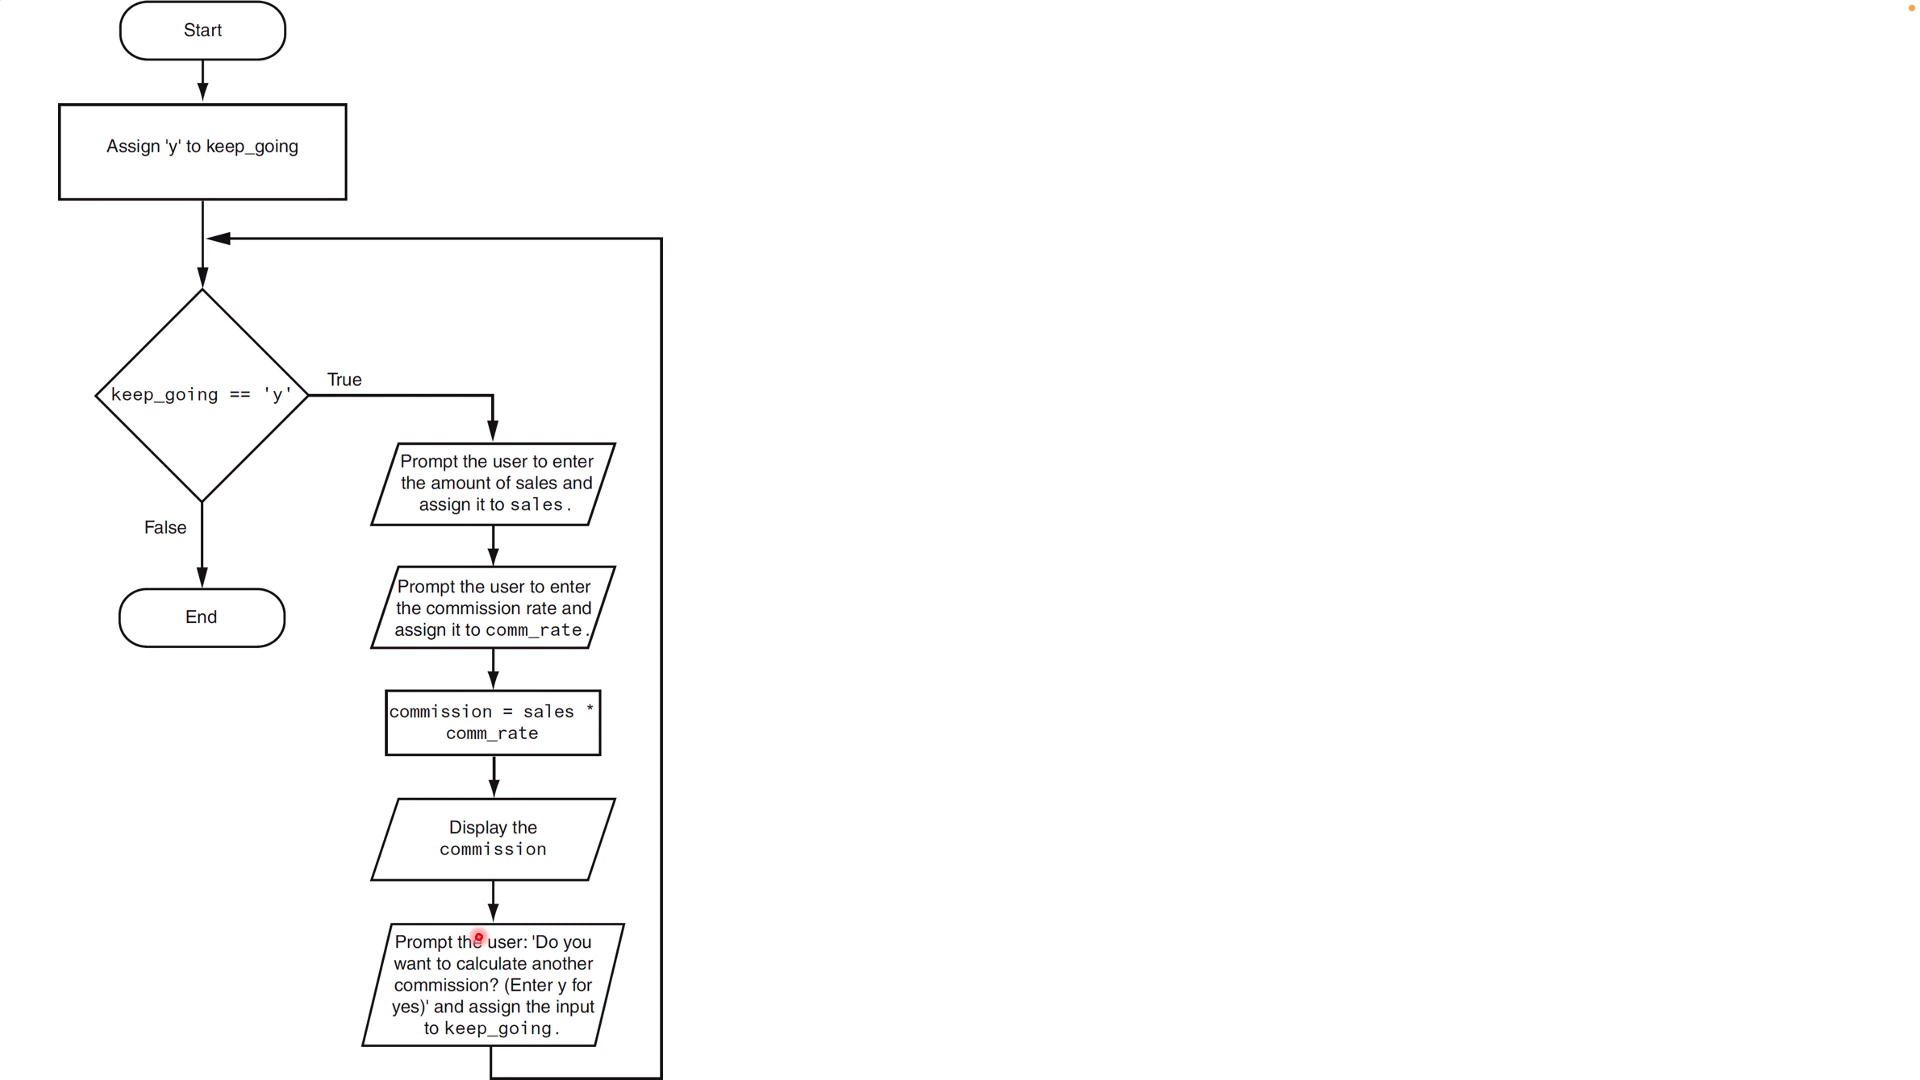 Start
Assign 'y' to keep_going
keep_going == 'y'
True
False
End
Prompt the user to enter
the amount of sales and
assign it to sales.
Prompt the user to enter
the commission rate and
assign it to comm_rate.
commission = sales *
comm_rate
Display the
commission
Prompt the user: 'Do you
want to calculate another
commission? (Enter y for
yes)' and assign the input
to keep_going.